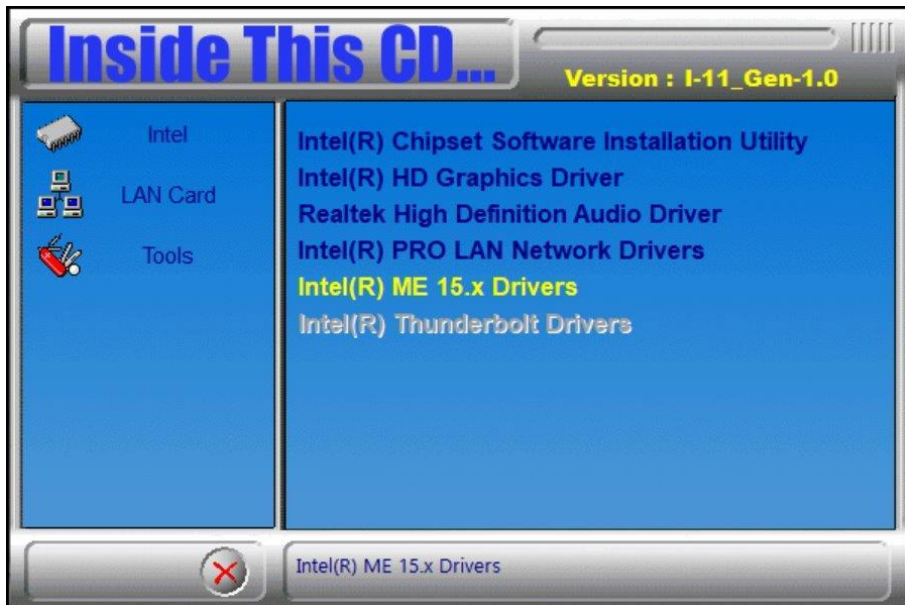 Inside This CD...
Version : I-11_Gen-1.0
Intel
LAN Card
Tools
Intel(R) Chipset Software Installation Utility
Intel(R) HD Graphics Driver
Realtek High Definition Audio Driver
Intel(R) PRO LAN Network Drivers
Intel(R) ME 15.x Drivers
Intel(R) Thunderbolt Drivers
Intel(R) ME 15.x Drivers